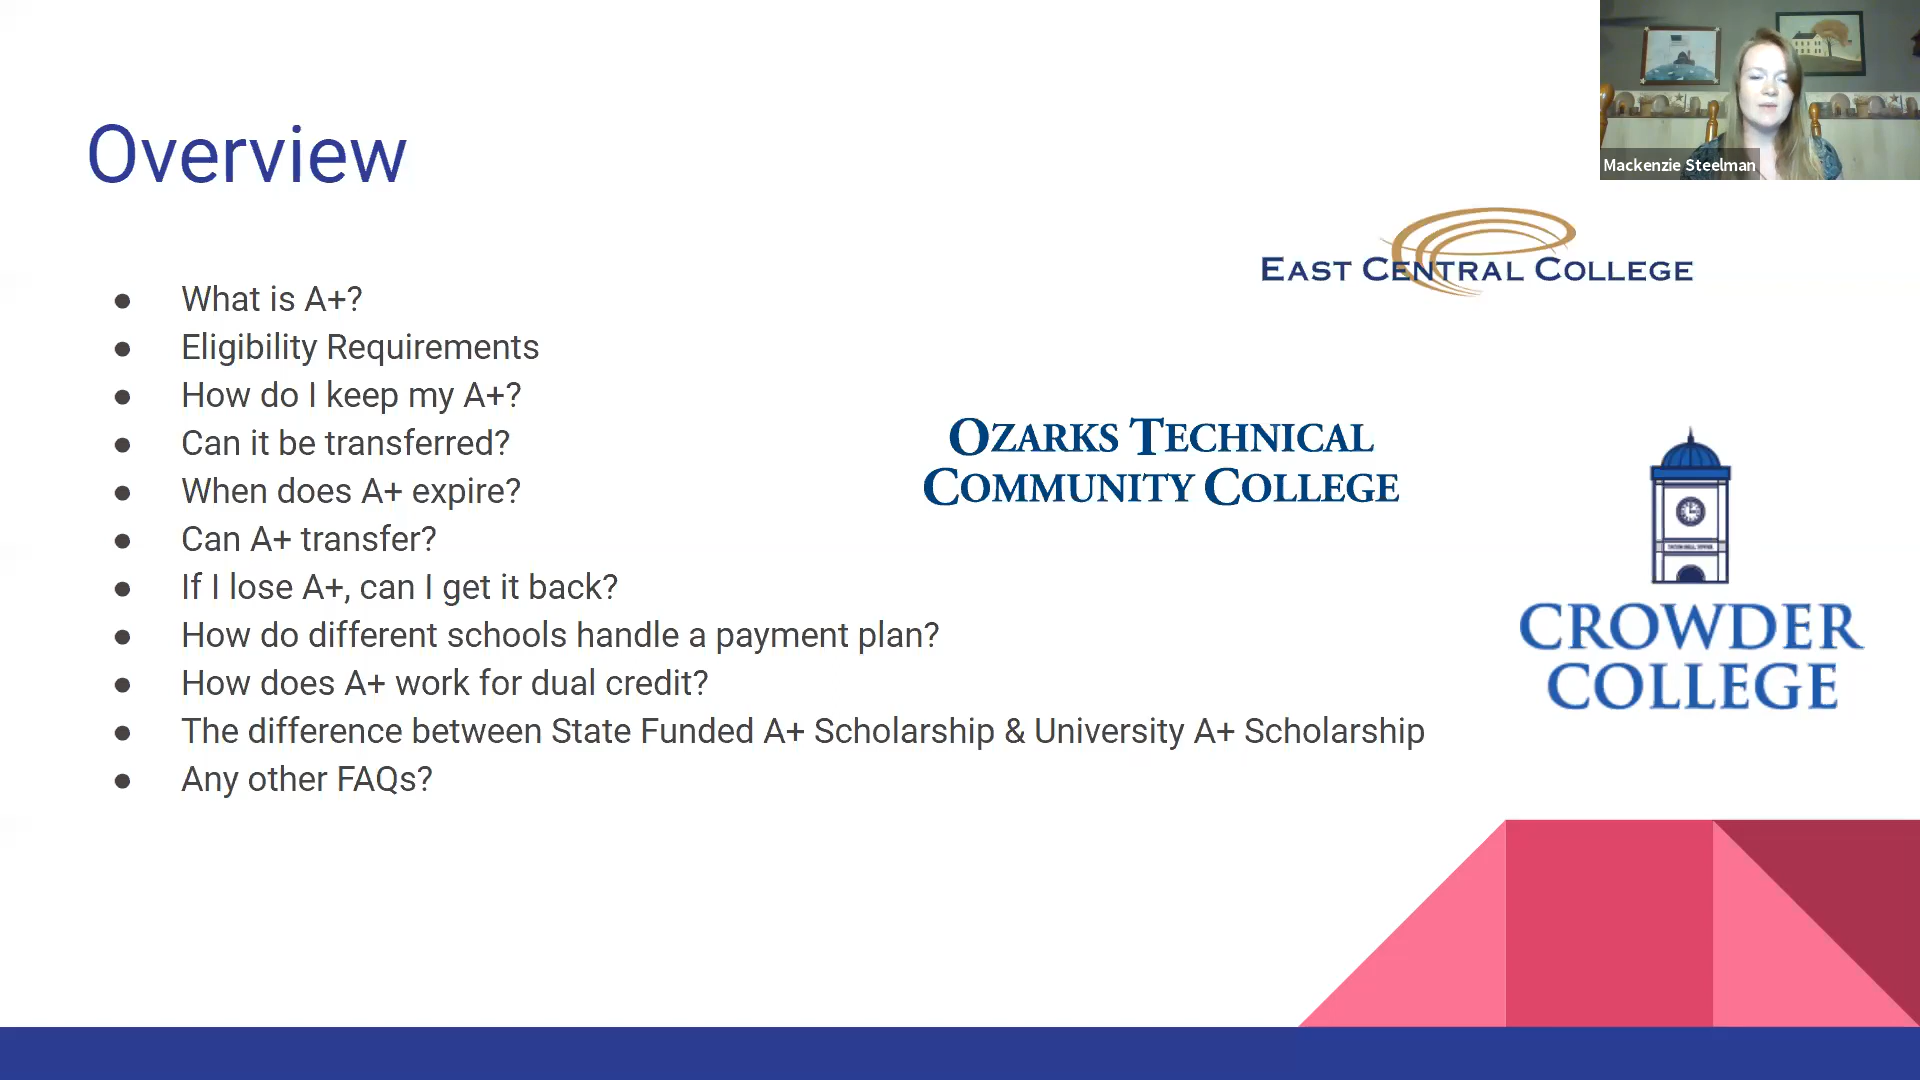 Mackenzie Steelman
Overview
EAST CENTRAL COLLEGE
What is A+?
Eligibility Requirements
How do I keep my A+?
Can it be transferred?
When does A+ expire?
Can A+ transfer?
If I lose A+, can I get it back?
How do different schools handle a payment plan?
How does A+ work for dual credit?
The difference between State Funded A+ Scholarship & University A+ Scholarship
Any other FAQs?
OZARKS TECHNICAL
COMMUNITY COLLEGE
CROWDER
COLLEGE